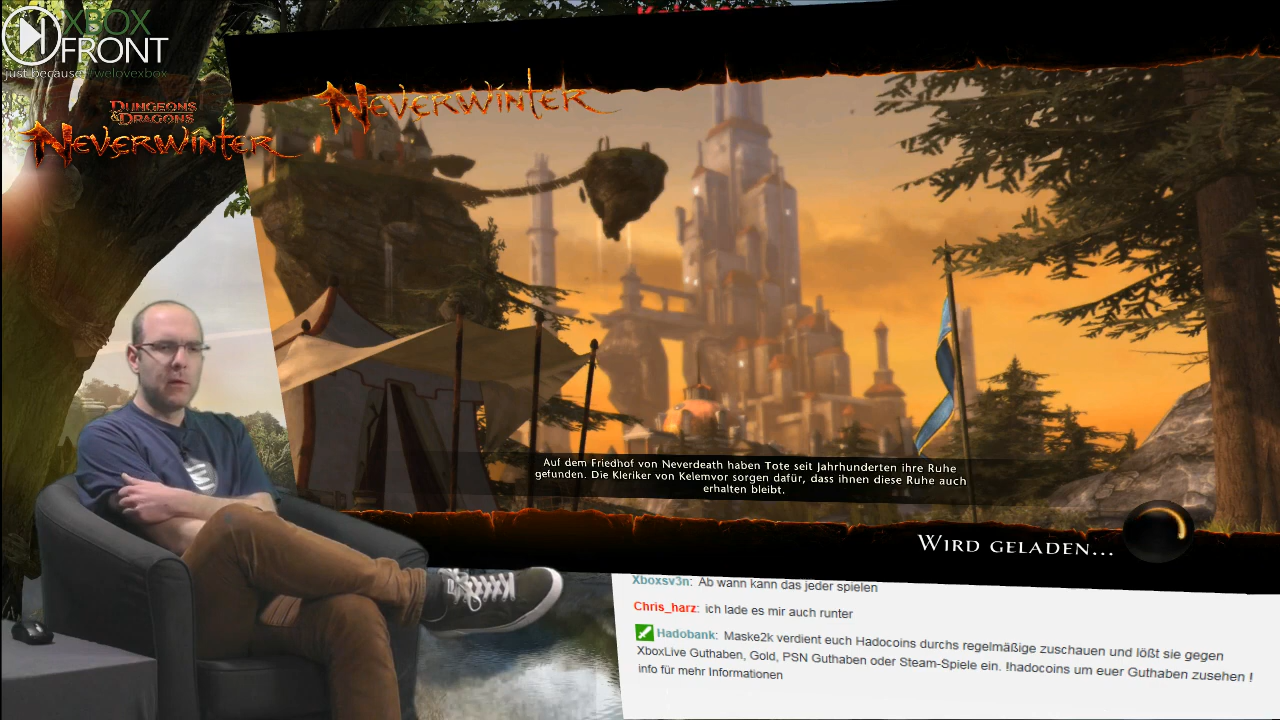 XBOX
FRONT
just because #welovexbox
DUNGEONS
& DRAGONS
NEVERWINTER
NEVERWINTER
Auf dem Friedhof von Neverdeath haben Tote seit Jahrhunderten ihre Ruhe
gefunden. Die Kleriker von Kelemvor sorgen dafür, dass ihnen diese Ruhe auch
erhalten bleibt.
WIRD GELADEN...
Xboxsv3n: Ab wann kann das jeder spielen
Chris_harz: ich lade es mir auch runter
Hadobank: Maske2k verdient euch Hadocoins durchs regelmäßige zuschauen und lößt sie gegen
XboxLive Guthaben, Gold, PSN Guthaben oder Steam-Spiele ein. !hadocoins um euer Guthaben zusehen !
info für mehr Informationen